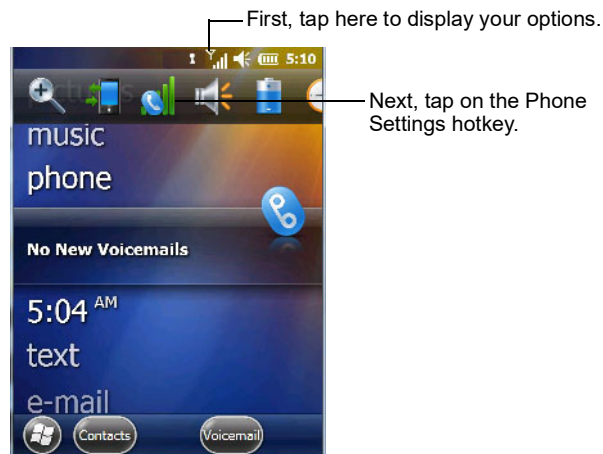 First, tap here to display your options.
5:10
pictures
Next, tap on the Phone
Settings hotkey.
music
phone
No New Voicemails
5:04 AM
text
e-mail
Contacts
Voicemail